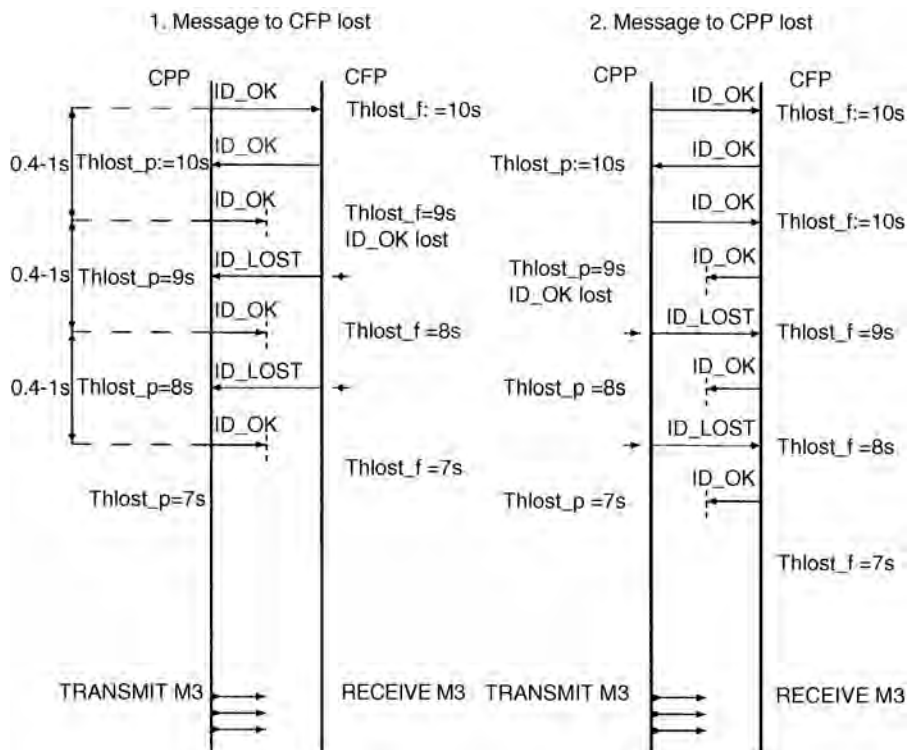 1. Message to CFP lost
CPP
CFP
ID_OK
Thlost_f: =10s
0.4-1s
Thlost_p:=10s
ID_OK
ID_OK
Thlost_f=9s
ID_OK lost
0.4-1s
Thlost_p=9s
ID_LOST
ID_OK
Thlost_f =8s
0.4-1s
Thlost_p=8s
ID_LOST
ID_OK
Thlost_f =7s
Thlost_p=7s
TRANSMIT M3
RECEIVE M3
2. Message to CPP lost
CPP
CFP
ID_OK
Thlost_f:=10s
Thlost_p:=10s
ID_OK
ID_OK
Thlost_f:=10s
Thlost_p=9s
ID_OK lost
ID_OK
ID_LOST
Thlost_f =9s
Thlost_p =8s
ID_OK
ID_LOST
Thlost_f =8s
Thlost_p =7s
ID_OK
Thlost_f =7s
TRANSMIT M3
RECEIVE M3